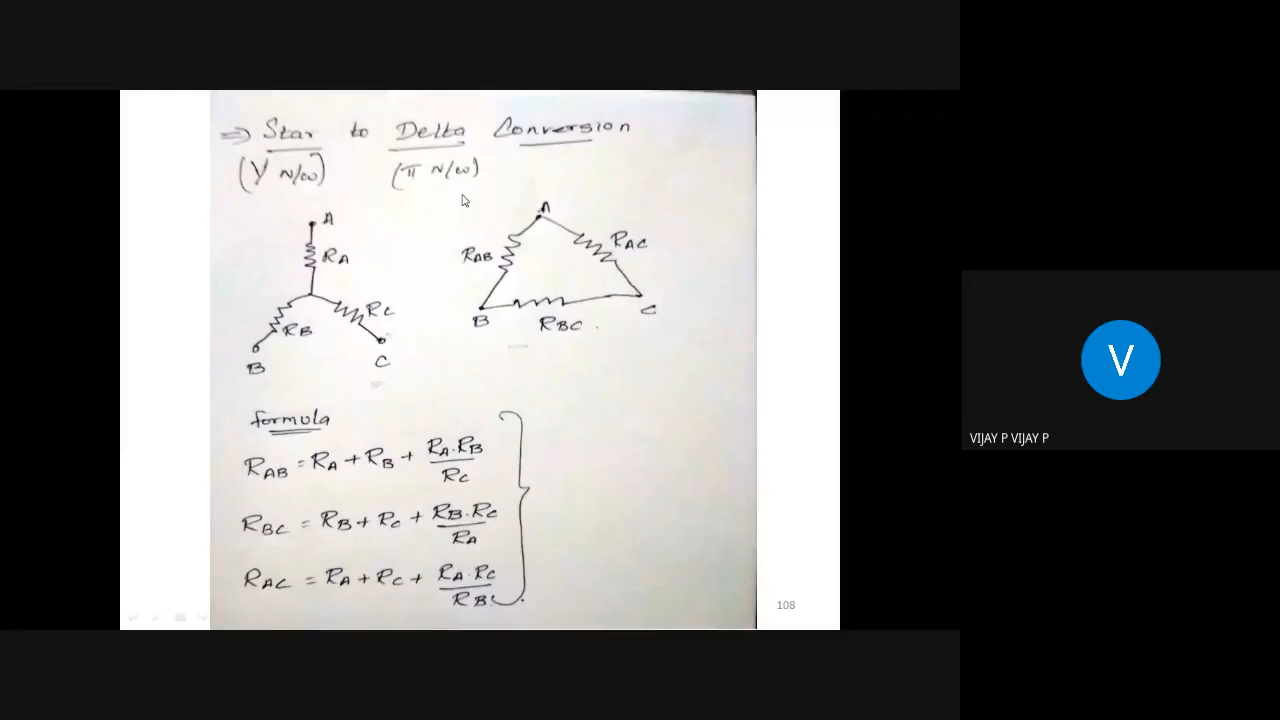 ⇒ Star to Delta Conversion
(Y N/ω) (π N/ω)
A
RA
RB
RC
B
C
A
RAB
RAC
B
RBC
C
formula
RAB = RA + RB + RA.RB/RC
RBC = RB + RC + RB.RC/RA
RAC = RA + RC + RA.RC/RB
108
V
VIJAY P VIJAY P